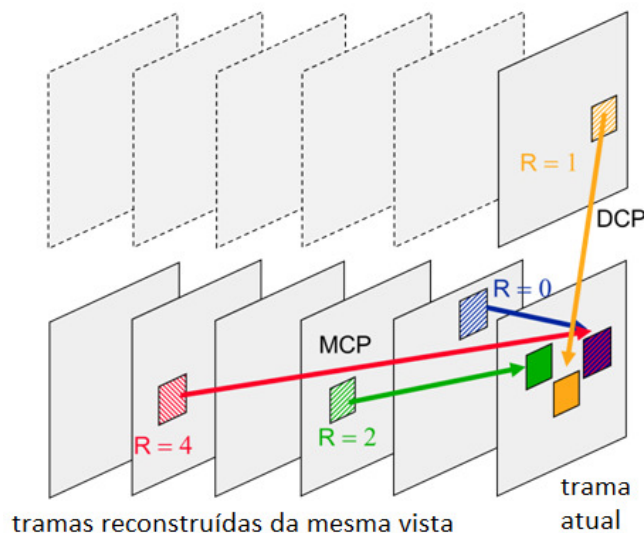 R = 1
DCP
R = 0
MCP
R = 4
R = 2
tramas reconstruídas da mesma vista
trama
atual